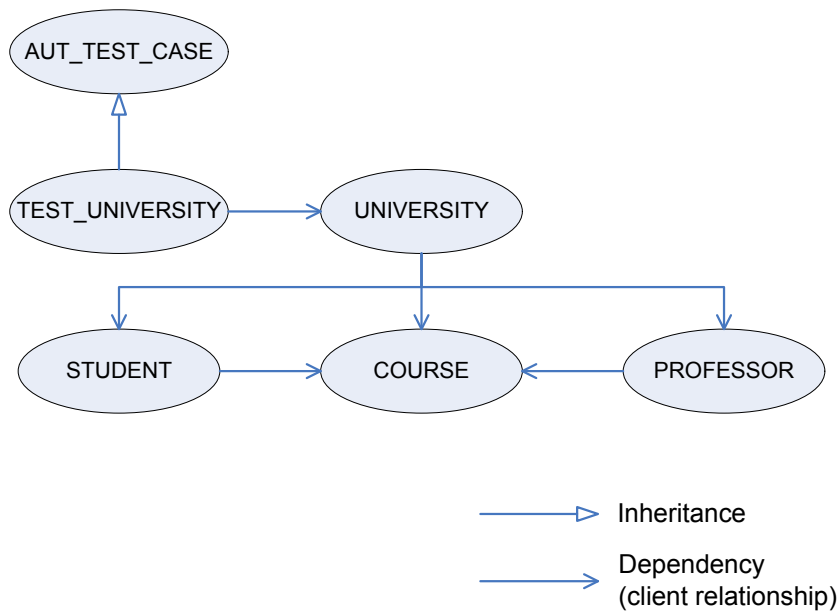 AUT_TEST_CASE
TEST_UNIVERSITY
UNIVERSITY
STUDENT
COURSE
PROFESSOR
Inheritance
Dependency
(client relationship)